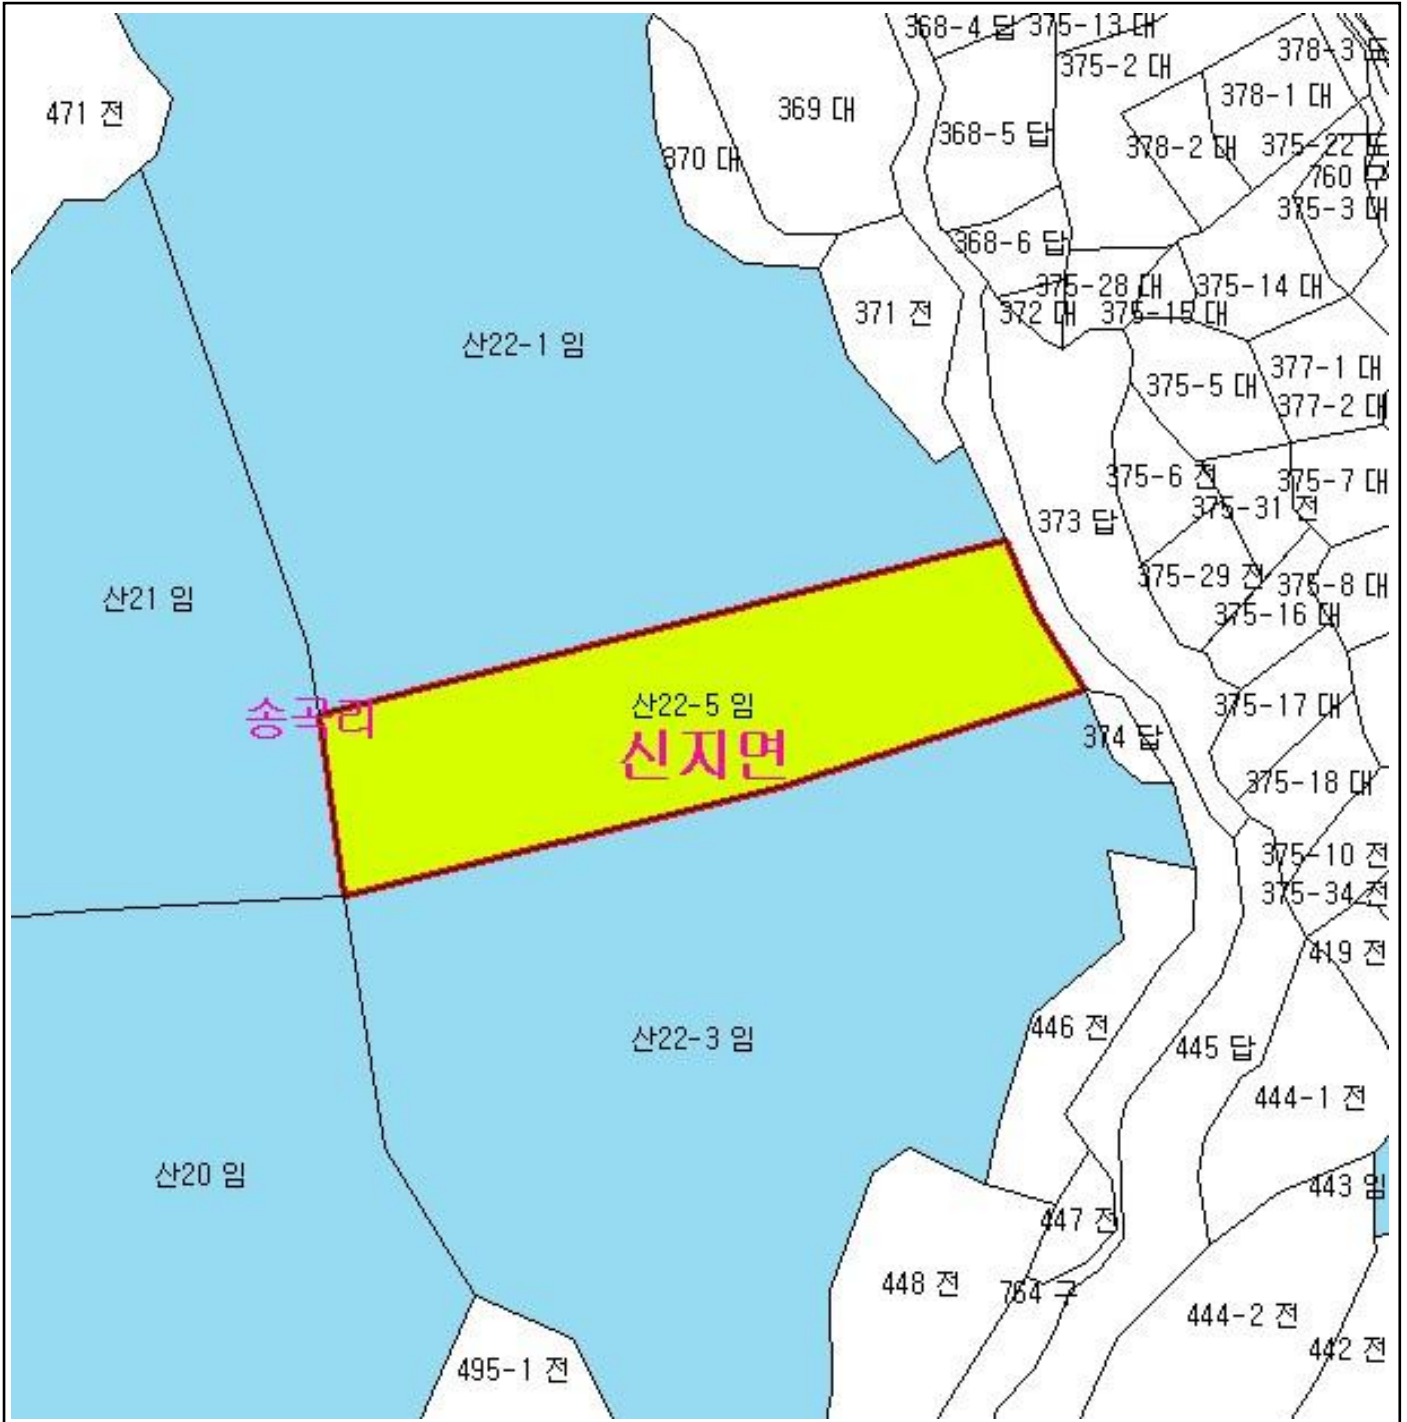 368-4 답
375-13 대
375-2 대
378-3 도
471 전
369 대
378-1 대
368-5 답
378-2 대
375-22 도
370 대
760 구
375-3 대
368-6 답
375-28 대
375-14 대
371 전
372 대
375-15 대
산22-1 임
377-1 대
375-5 대
377-2 대
375-6 전
375-7 대
375-31 전
373 답
375-29 전
375-8 대
산21 임
375-16 대
송곡리
산22-5 임
375-17 대
374 답
신지면
375-18 대
375-10 전
375-34 전
419 전
446 전
산22-3 임
445 답
444-1 전
산20 임
443 임
447 전
448 전
764 구
444-2 전
442 전
495-1 전